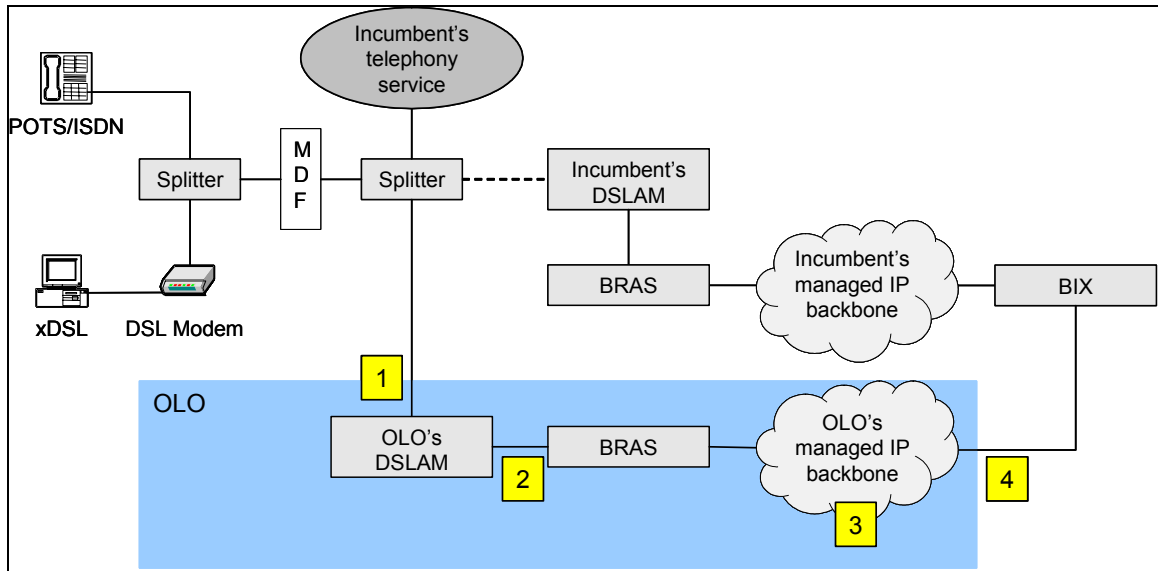 Incumbent's
telephony
service
POTS/ISDN
Splitter
M
D
F
Splitter
Incumbent's
DSLAM
xDSL
DSL Modem
BRAS
Incumbent's
managed IP
backbone
BIX
1
OLO
OLO's
DSLAM
2
BRAS
OLO's
managed IP
backbone
3
4